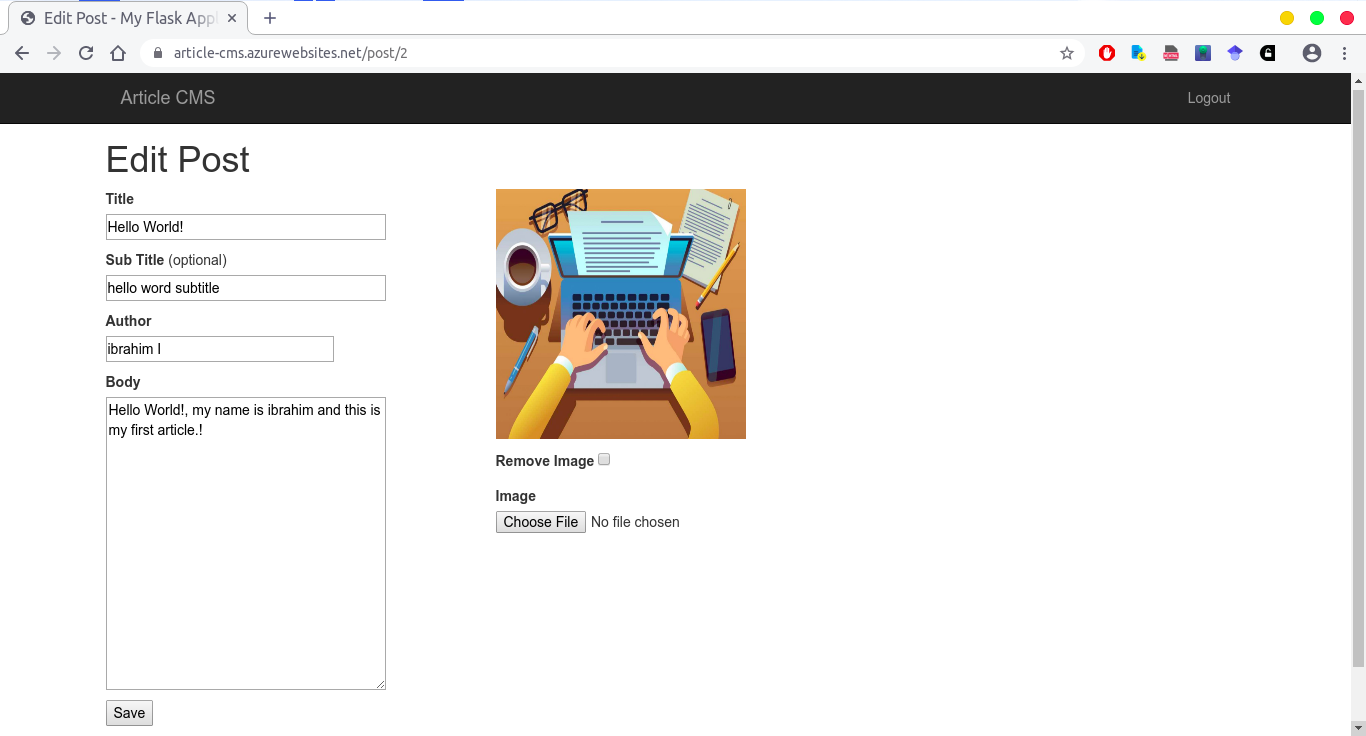 Edit Post - My Flask Appl
article-cms.azurewebsites.net/post/2
Article CMS
Logout
Edit Post
Title
Hello World!
Sub Title (optional)
hello word subtitle
Author
ibrahim I
Body
Hello World!, my name is ibrahim and this is
my first article.!
Save
Remove Image
Image
Choose File No file chosen